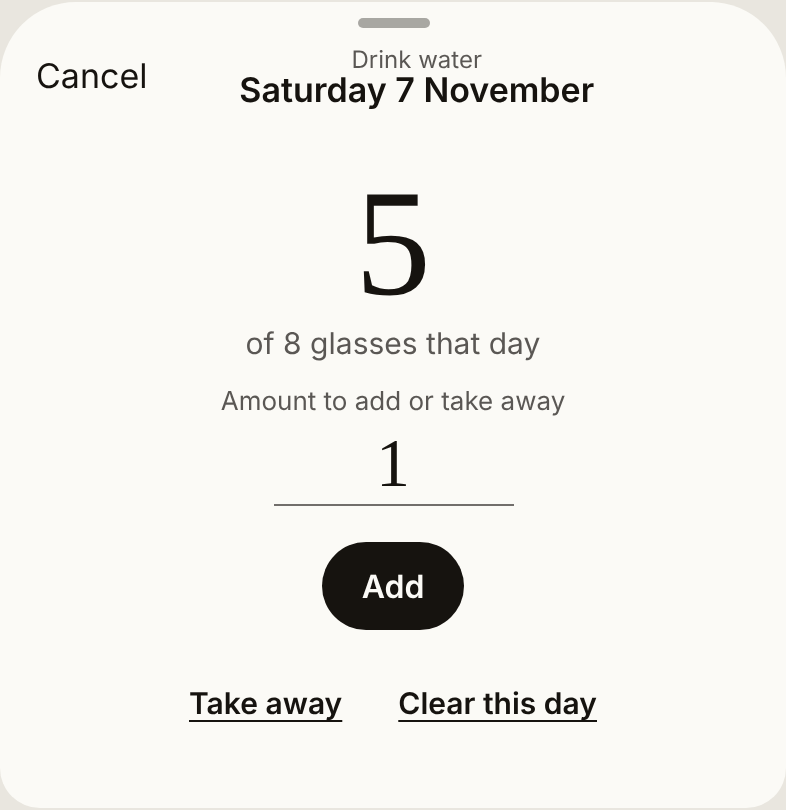 Cancel
Drink water
Saturday 7 November
5
of 8 glasses that day
Amount to add or take away
1
Add
Take away
Clear this day